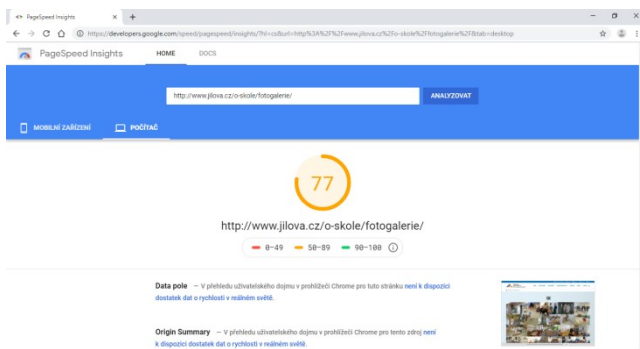 PageSpeed Insights
https://developers.google.com/speed/pagespeed/insights/?hl=cs&url=http%3A%2F%2Fwww.jilova.cz%2Fo-skole%2Ffotogalerie%2F&tab=desktop
PageSpeed Insights HOME DOCS
http://www.jilova.cz/o-skole/fotogalerie/ ANALYZOVAT
MOBILNÍ ZAŘÍZENÍ POČÍTAČ
77
http://www.jilova.cz/o-skole/fotogalerie/
0-49 50-89 90-100
Data pole – V přehledu uživatelského dojmu v prohlížeči Chrome pro tuto stránku není k dispozici
dostatek dat o rychlosti v reálném světě.
Origin Summary – V přehledu uživatelského dojmu v prohlížeči Chrome pro tento zdroj není
k dispozici dostatek dat o rychlosti v reálném světě.